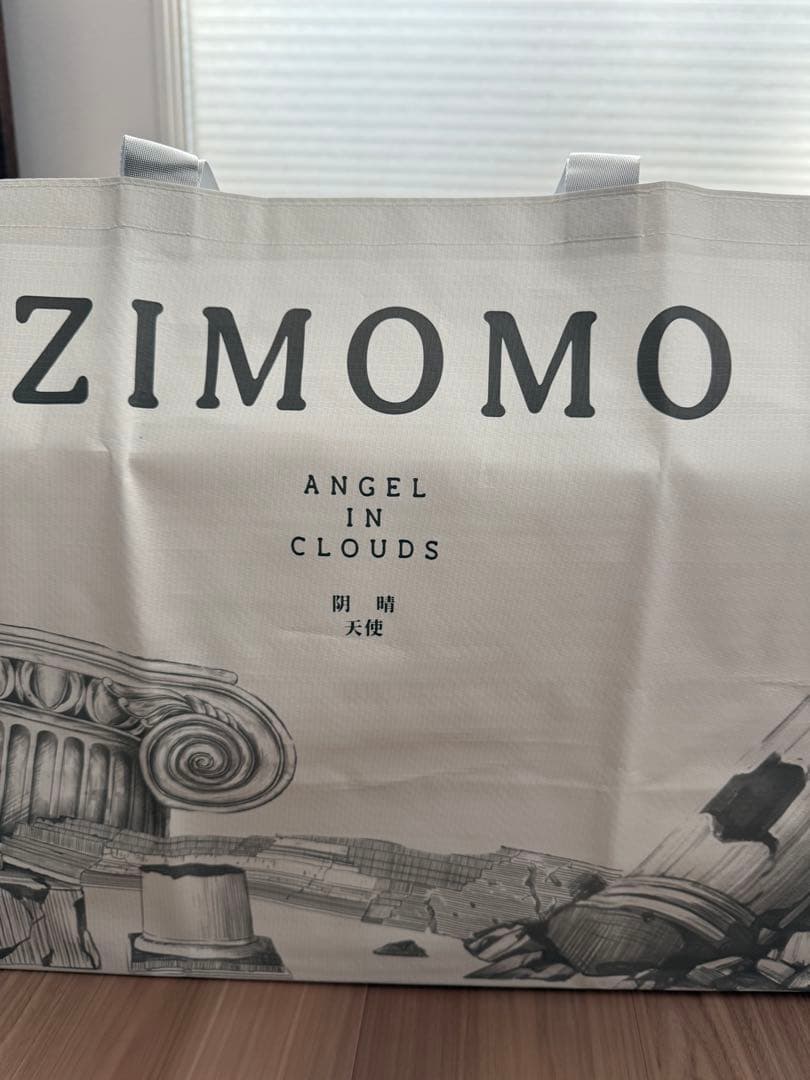 ZIMOMO
ANGEL
IN
CLOUDS
阴 晴
天使